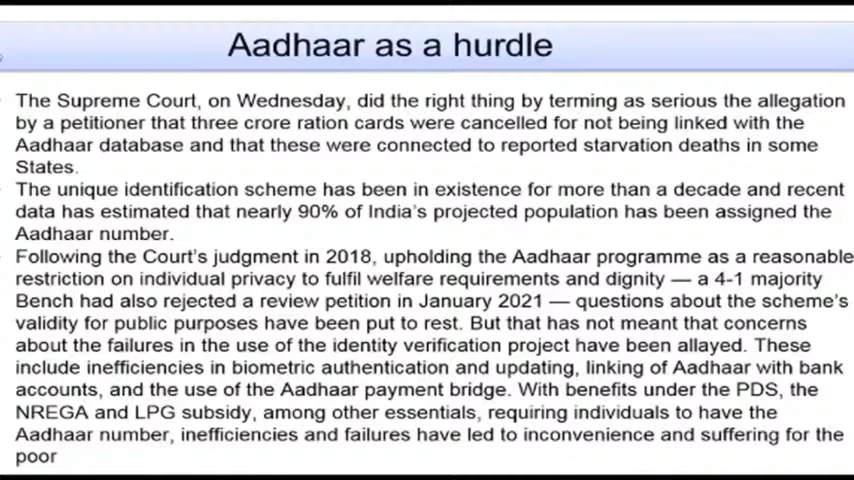 Aadhaar as a hurdle
The Supreme Court, on Wednesday, did the right thing by terming as serious the allegation
by a petitioner that three crore ration cards were cancelled for not being linked with the
Aadhaar database and that these were connected to reported starvation deaths in some
States.
The unique identification scheme has been in existence for more than a decade and recent
data has estimated that nearly 90% of India's projected population has been assigned the
Aadhaar number.
Following the Court's judgment in 2018, upholding the Aadhaar programme as a reasonable
restriction on individual privacy to fulfil welfare requirements and dignity — a 4-1 majority
Bench had also rejected a review petition in January 2021 — questions about the scheme's
validity for public purposes have been put to rest. But that has not meant that concerns
about the failures in the use of the identity verification project have been allayed. These
include inefficiencies in biometric authentication and updating, linking of Aadhaar with bank
accounts, and the use of the Aadhaar payment bridge. With benefits under the PDS, the
NREGA and LPG subsidy, among other essentials, requiring individuals to have the
Aadhaar number, inefficiencies and failures have led to inconvenience and suffering for the
poor